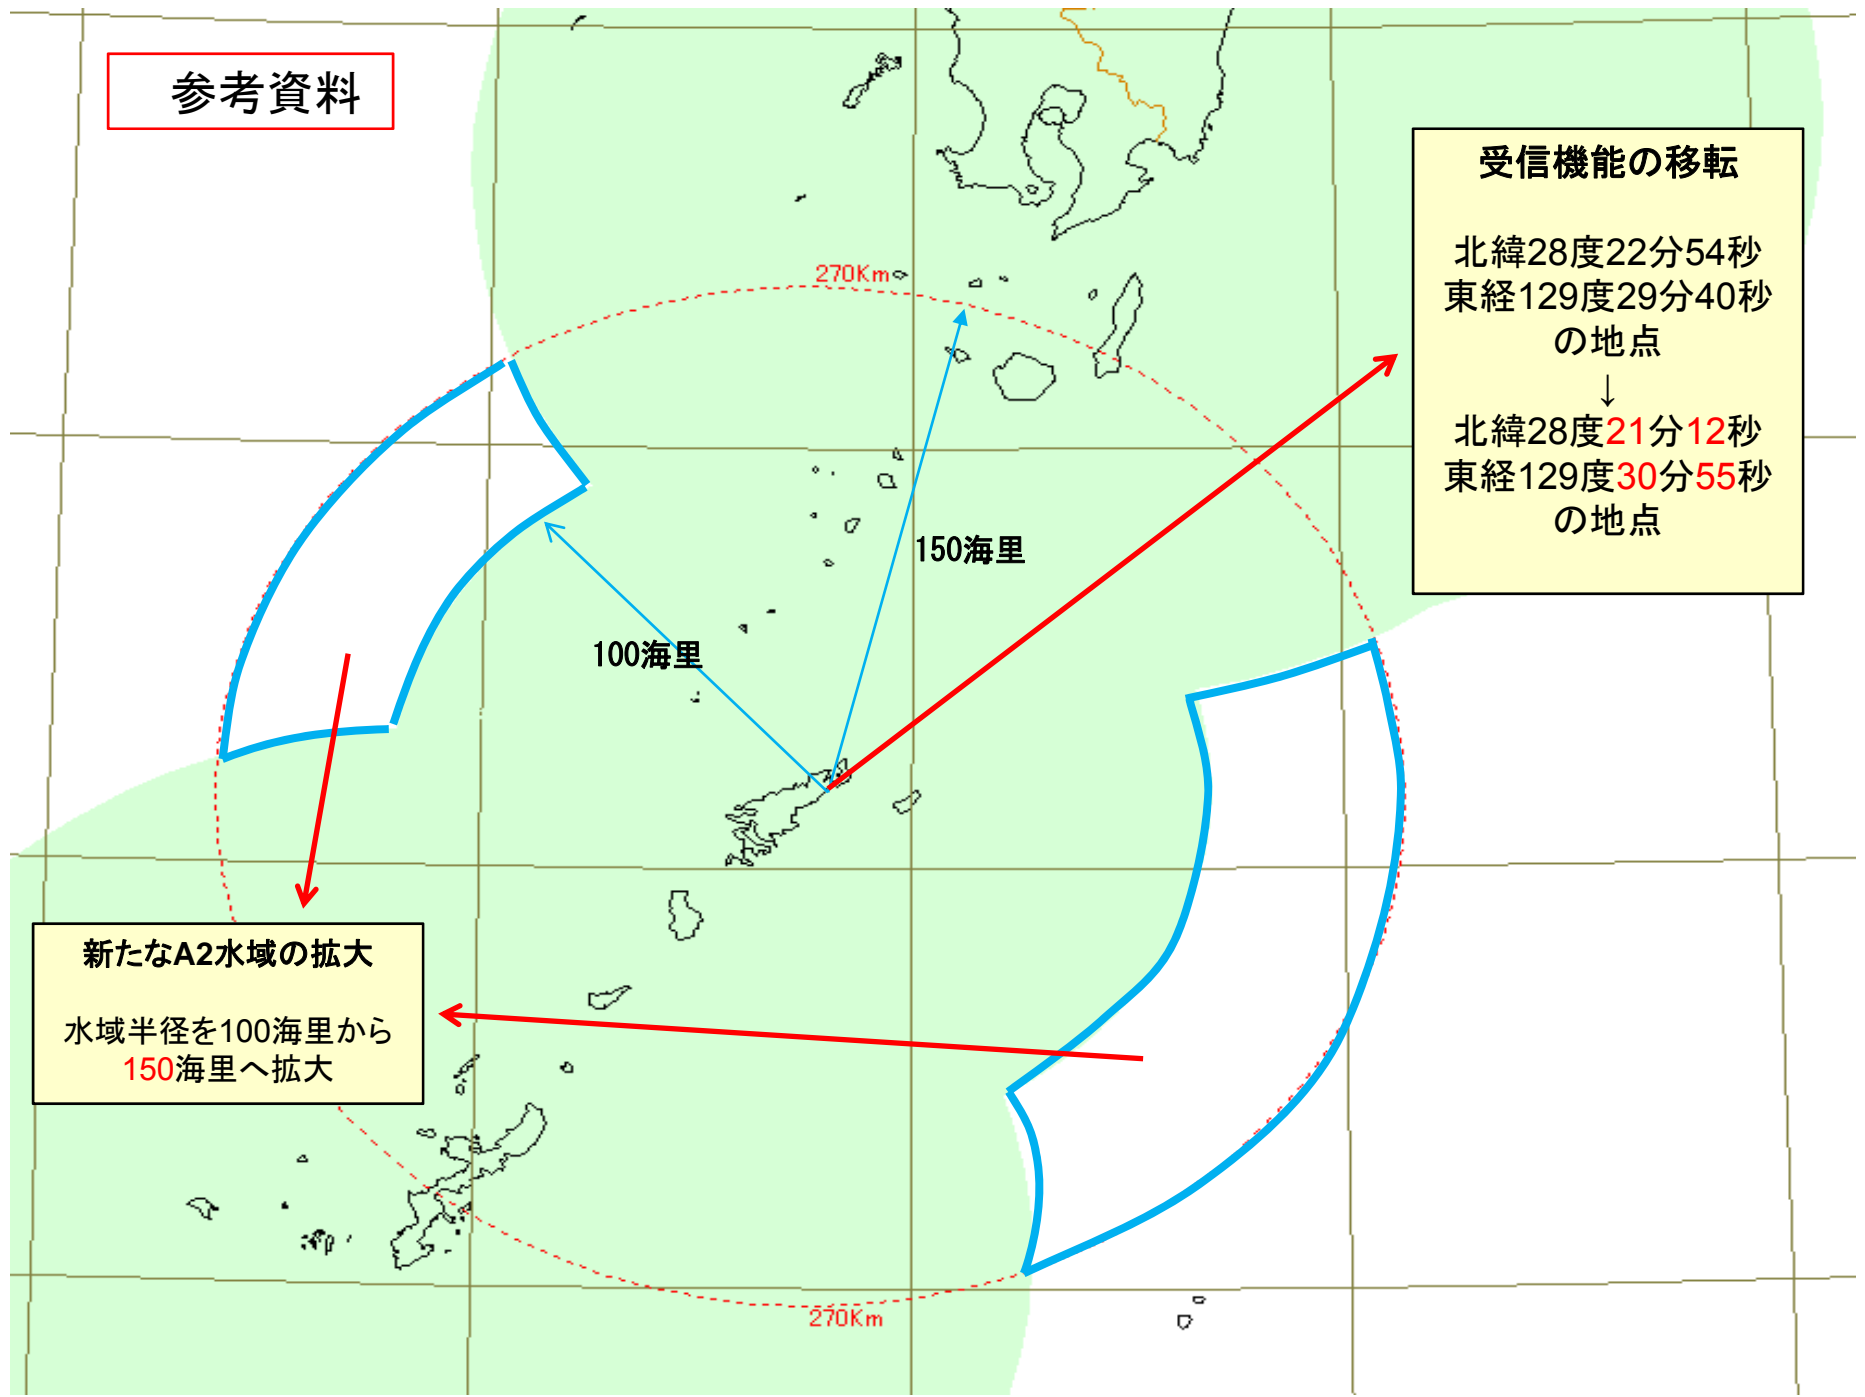 参考資料
受信機能の移転
北緯28度22分54秒
東経129度29分40秒
の地点
↓
北緯28度21分12秒
東経129度30分55秒
の地点
270Km
150海里
100海里
新たなA2水域の拡大
水域半径を100海里から
150海里へ拡大
270Km